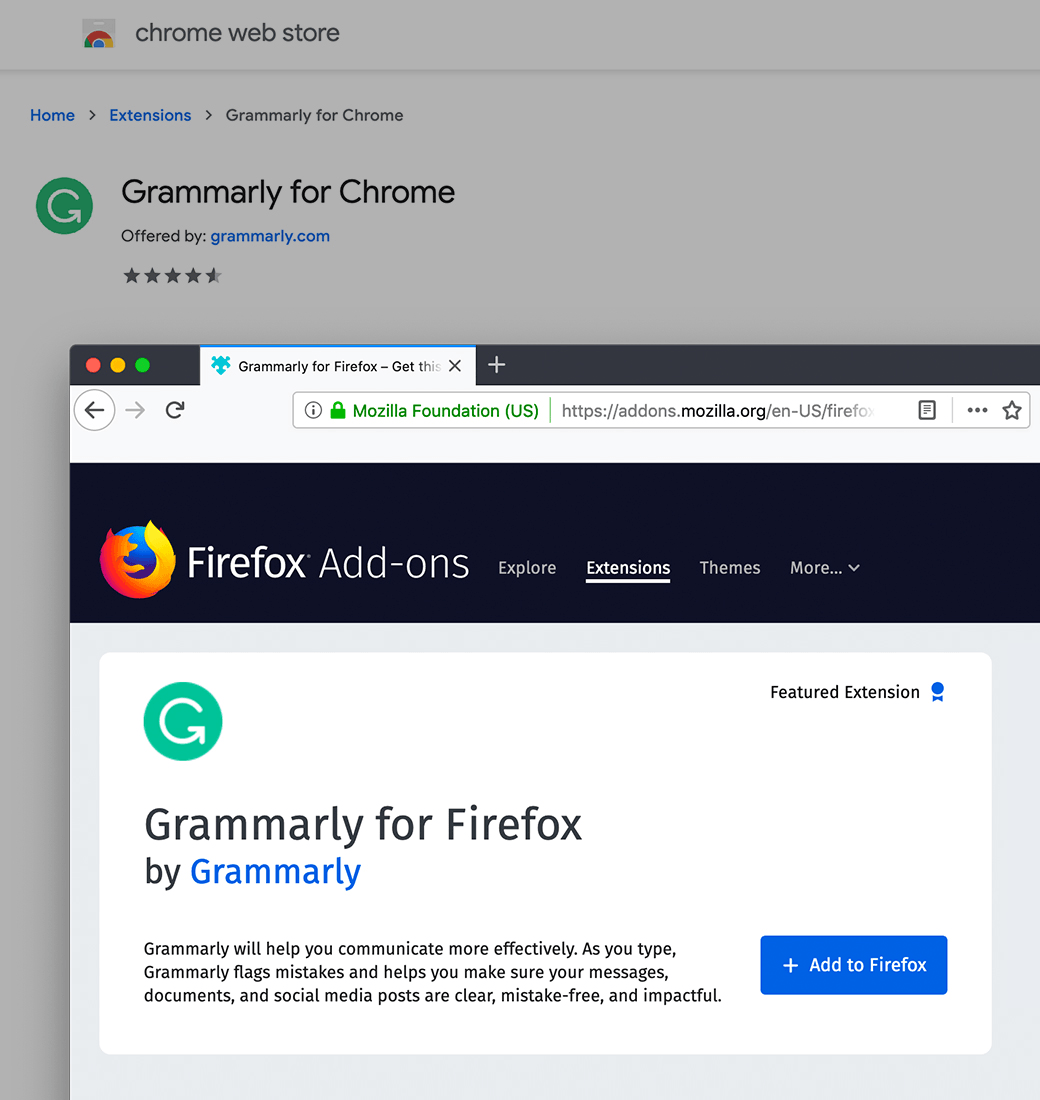 chrome web store
Home > Extensions > Grammarly for Chrome
Grammarly for Chrome
Offered by: grammarly.com
Grammarly for Firefox – Get this
Mozilla Foundation (US) https://addons.mozilla.org/en-US/firefox
Firefox Add-ons Explore Extensions Themes More...
Featured Extension
Grammarly for Firefox
by Grammarly
Grammarly will help you communicate more effectively. As you type,
Grammarly flags mistakes and helps you make sure your messages,
documents, and social media posts are clear, mistake-free, and impactful.
+ Add to Firefox